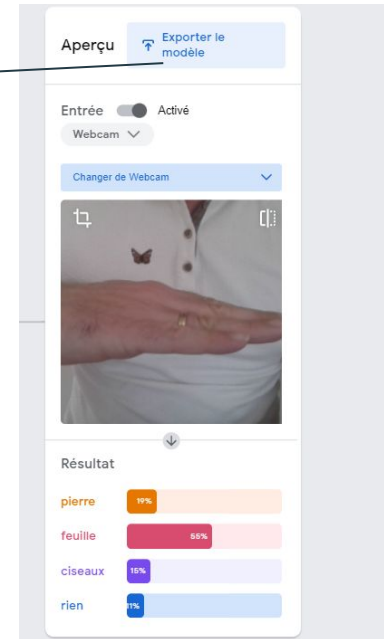 Aperçu
Exporter le
modèle
Entrée Activé
Webcam
Changer de Webcam
Résultat
pierre 19%
feuille 55%
ciseaux 15%
rien 11%